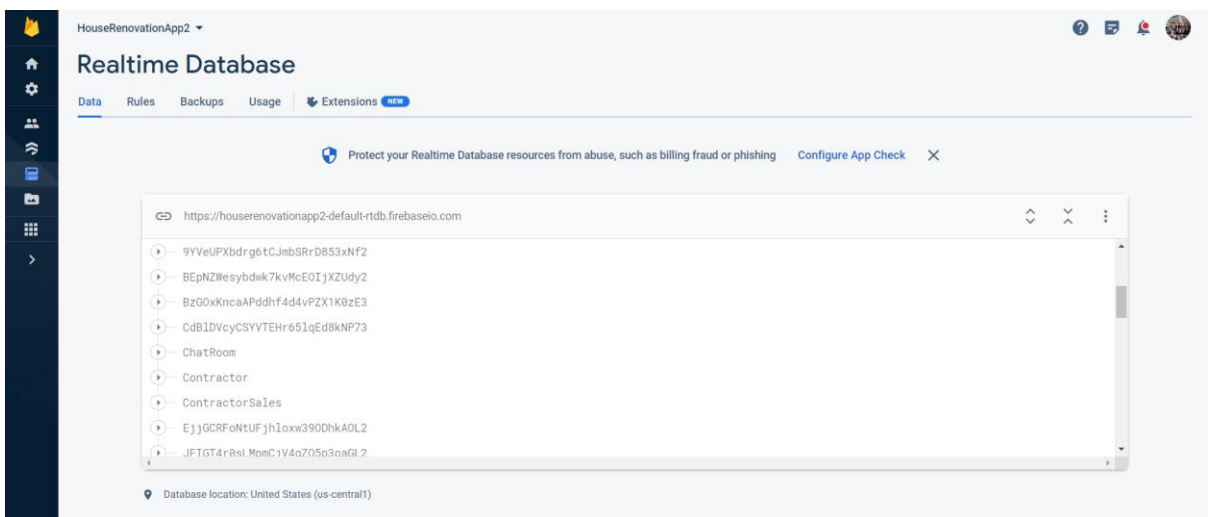 HouseRenovationApp2
Realtime Database
Data Rules Backups Usage Extensions NEW
Protect your Realtime Database resources from abuse, such as billing fraud or phishing Configure App Check
https://houserenovationapp2-default-rtdb.firebaseio.com
9YVeUPXbdrg6tCJmbSRrD853xNf2
BEpNZWesybdwk7kvMcEOIjXZUdy2
BzGOxKncaAPddhf4d4vPZX1K0zE3
CdBlDVcyCSYVTEHr65lqEd8kNP73
ChatRoom
Contractor
ContractorSales
EjjGCRFoNtUFjhloxw39ODhkAOL2
Database location: United States (us-central1)